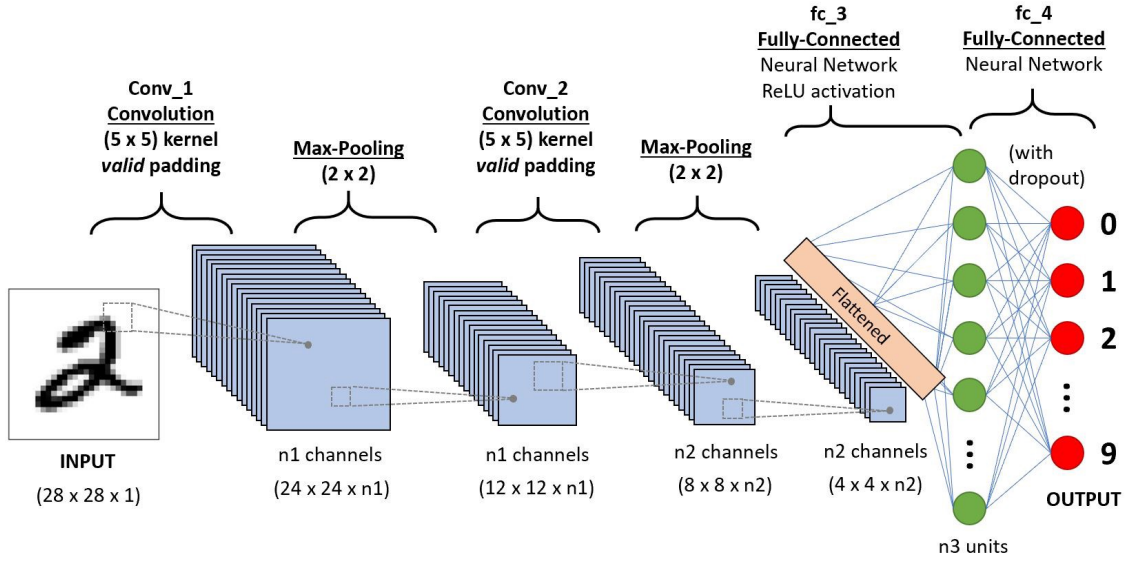 fc_3
Fully-Connected
Neural Network
ReLU activation
fc_4
Fully-Connected
Neural Network
Conv_1
Convolution
(5 x 5) kernel
valid padding
Max-Pooling
(2 x 2)
Conv_2
Convolution
(5 x 5) kernel
valid padding
Max-Pooling
(2 x 2)
(with
dropout)
Flattened
0
1
2
9
OUTPUT
INPUT
(28 x 28 x 1)
n1 channels
(24 x 24 x n1)
n1 channels
(12 x 12 x n1)
n2 channels
(8 x 8 x n2)
n2 channels
(4 x 4 x n2)
n3 units
2